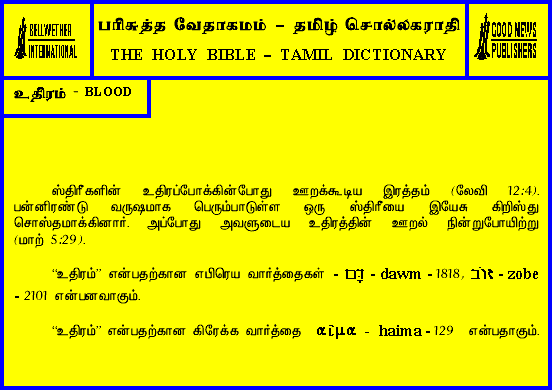 BELLWETHER
INTERNATIONAL
பரிசுத்த வேதாகமம் – தமிழ் சொல்லகராதி
THE HOLY BIBLE – TAMIL DICTIONARY
GOOD NEWS
PUBLISHERS
உதிரம் - BLOOD
ஸ்திரீகளின் உதிரப்போக்கின்போது ஊறக்கூடிய இரத்தம் (லேவி 12:4).
பன்னிரண்டு வருஷமாக பெரும்பாடுள்ள ஒரு ஸ்திரீயை இயேசு கிறிஸ்து
சொஸ்தமாக்கினார். அப்போது அவளுடைய உதிரத்தின் ஊறல் நின்றுபோயிற்று
(மாற் 5:29).
“உதிரம்” என்பதற்கான எபிரெய வார்த்தைகள் - דָּם - dawm - 1818, זוֹב - zobe
- 2101 என்பனவாகும்.
“உதிரம்” என்பதற்கான கிரேக்க வார்த்தை αἷμα - haima - 129 என்பதாகும்.